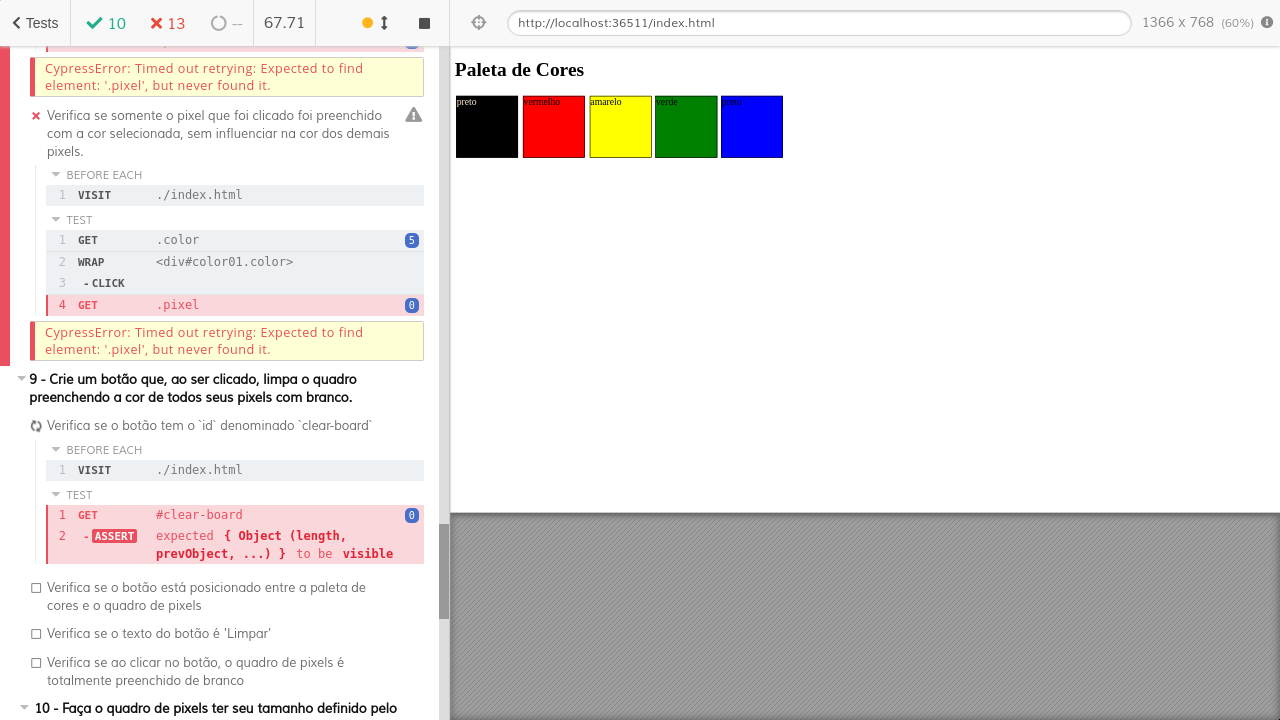 Tests
10
13
--
67.71
http://localhost:36511/index.html
1366 x 768 (60%)
CypressError: Timed out retrying: Expected to find
element: '.pixel', but never found it.
Verifica se somente o pixel que foi clicado foi preenchido
com a cor selecionada, sem influenciar na cor dos demais
pixels.
BEFORE EACH
1 VISIT ./index.html
TEST
1 GET .color 5
2 WRAP <div#color01.color>
3 -CLICK
4 GET .pixel 0
CypressError: Timed out retrying: Expected to find
element: '.pixel', but never found it.
9 - Crie um botão que, ao ser clicado, limpa o quadro
preenchendo a cor de todos seus pixels com branco.
Verifica se o botão tem o `id` denominado `clear-board`
BEFORE EACH
1 VISIT ./index.html
TEST
1 GET #clear-board 0
2 -ASSERT expected { Object (length,
prevObject, ...) } to be visible
Verifica se o botão está posicionado entre a paleta de
cores e o quadro de pixels
Verifica se o texto do botão é 'Limpar'
Verifica se ao clicar no botão, o quadro de pixels é
totalmente preenchido de branco
10 - Faça o quadro de pixels ter seu tamanho definido pelo
Paleta de Cores
preto vermelho amarelo verde preto